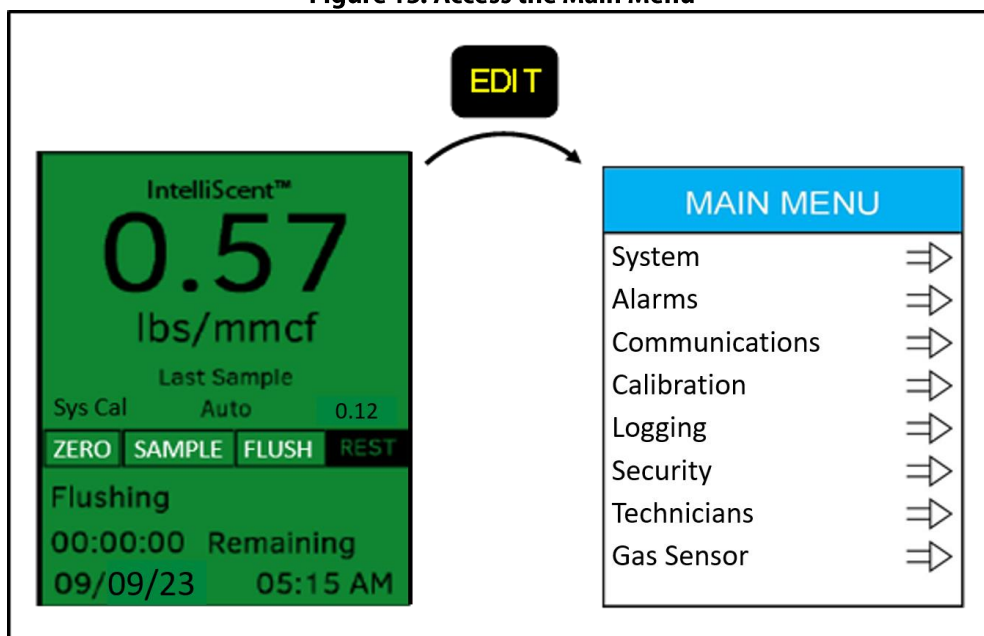 Figure 13. Access the Main Menu
EDIT
IntelliScent™
0.57
lbs/mmcf
Last Sample
Sys Cal Auto 0.12
ZERO SAMPLE FLUSH REST
Flushing
00:00:00 Remaining
09/09/23 05:15 AM
MAIN MENU
System
Alarms
Communications
Calibration
Logging
Security
Technicians
Gas Sensor